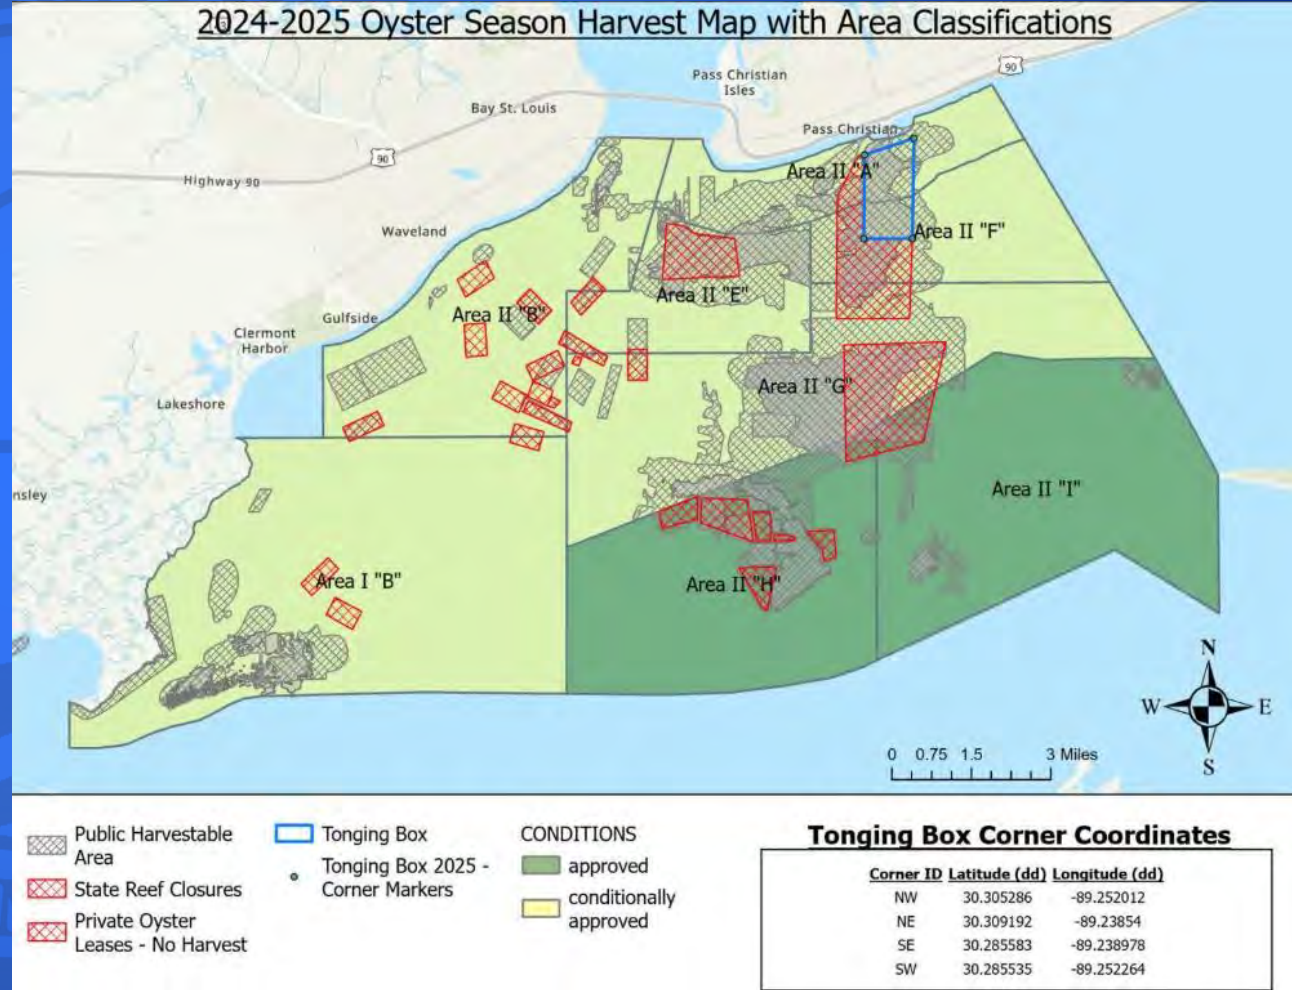 2024-2025 Oyster Season Harvest Map with Area Classifications
90
Pass Christian
Isles
Bay St. Louis
Pass Christian
90
Highway 90
Area II "A"
Waveland
Area II "F"
Area II "E"
Area II "B"
Gulfside
Clermont
Harbor
Area II "G"
Lakeshore
nsley
Area II "I"
Area I "B"
Area II "H"
N
W
E
S
0 0.75 1.5 3 Miles
Public Harvestable
Area
State Reef Closures
Private Oyster
Leases - No Harvest
Tonging Box
Tonging Box 2025 -
Corner Markers
CONDITIONS
approved
conditionally
approved
Tonging Box Corner Coordinates
Corner ID Latitude (dd) Longitude (dd)
NW 30.305286 -89.252012
NE 30.309192 -89.23854
SE 30.285583 -89.238978
SW 30.285535 -89.252264